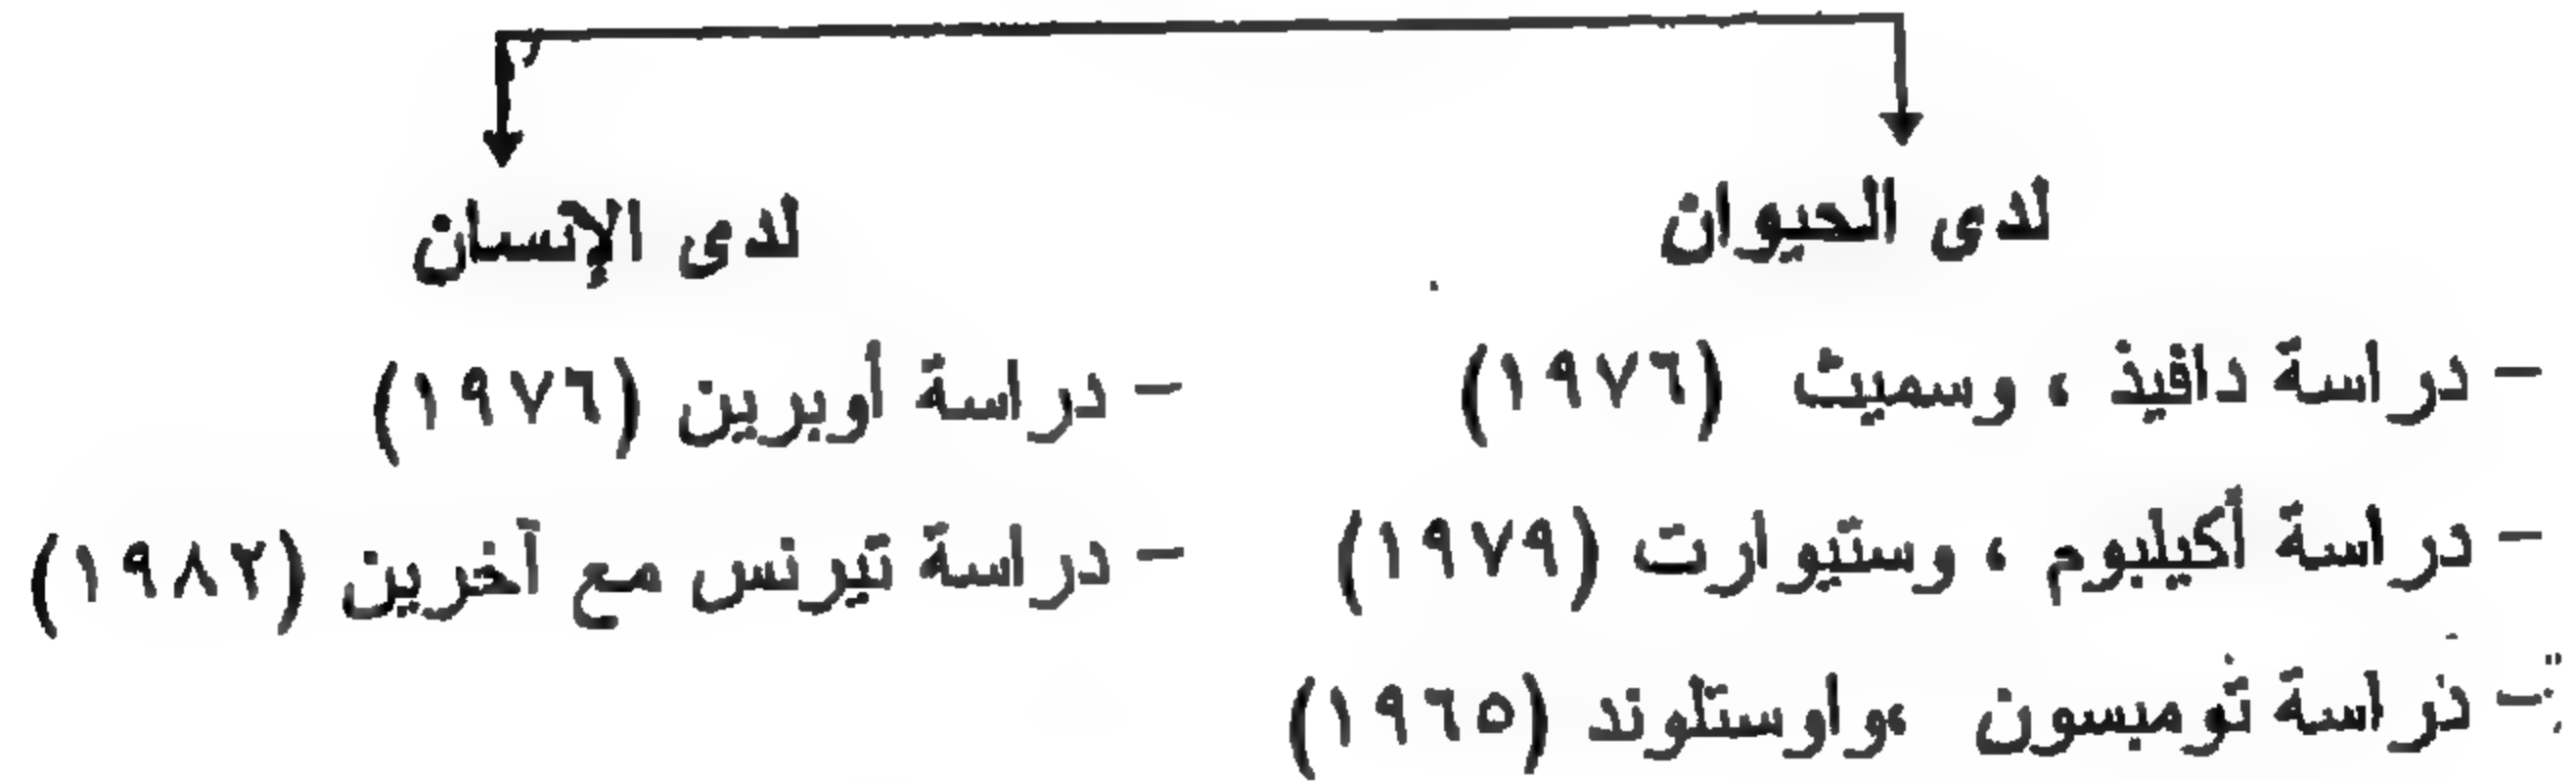 لدى الحيوان
- دراسة دافيذ ، وسميث (١٩٧٦)
- دراسة أكيلبوم ، وستيوارت (١٩٧٩)
- دراسة تومبسون ،واوستلوند (١٩٦٥)
لدى الإنسان
- دراسة أوبرين (١٩٧٦)
- دراسة تيرنس مع آخرين (١٩٨٢)